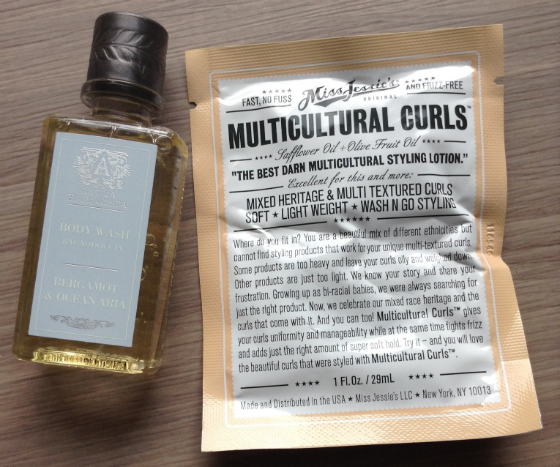 A
BODY WASH
BERGAMOT
& OCEAN ARIA
FAST, NO FUSS
Miss Jessie's
ORIGINAL
AND FRIZZ-FREE
MULTICULTURAL CURLS™
Safflower Oil + Olive Fruit Oil
"THE BEST DARN MULTICULTURAL STYLING LOTION."
Excellent for this and more:
MIXED HERITAGE & MULTI TEXTURED CURLS
SOFT ★ LIGHT WEIGHT ★ WASH N GO STYLING
Where do you fit in? You are a beautiful mix of different ethnicities but
cannot find styling products that work for your unique multi-textured curls.
Some products are too heavy and leave your curls oily and weighed down.
Other products are just too light. We know your story and share your
frustration. Growing up as bi-racial babies, we were always searching for
just the right product. Now, we celebrate our mixed race heritage and the
curls that come with it. And you can too! Multicultural Curls™ gives
your curls uniformity and manageability while at the same time fights frizz
and adds just the right amount of super soft hold. Try it – and you will love
the beautiful curls that were styled with Multicultural Curls™.
1 Fl.Oz. / 29mL
Made and Distributed in the USA ★ Miss Jessie's LLC ★ New York, NY 10013